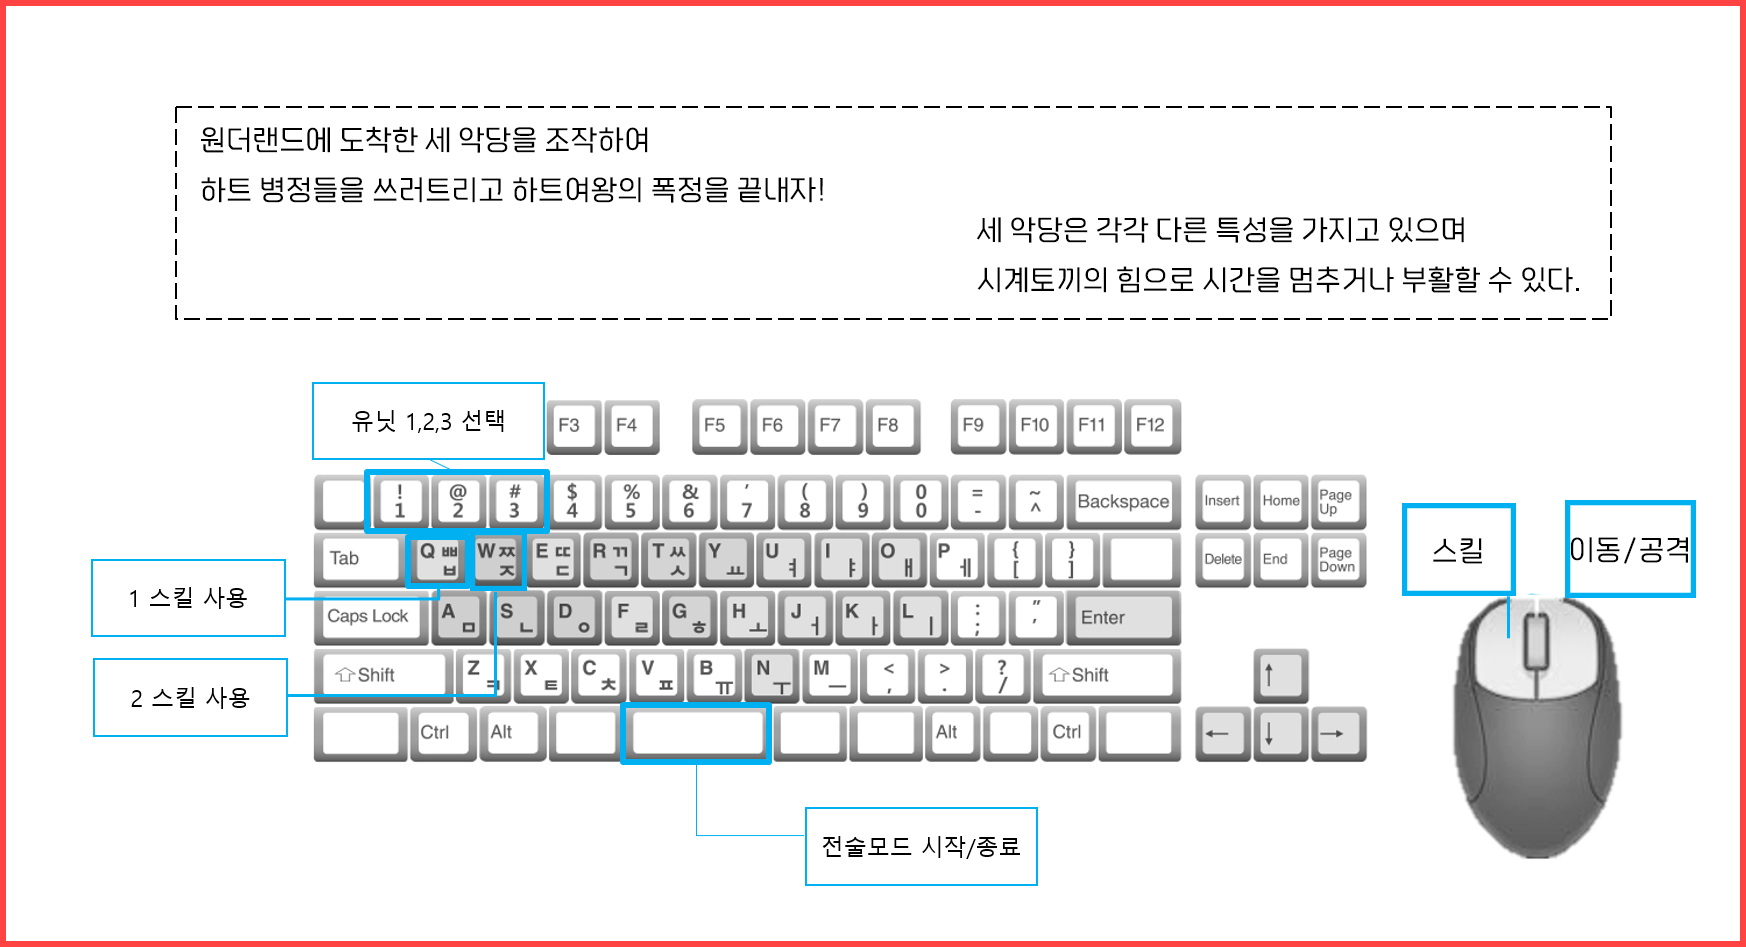 원더랜드에 도착한 세 악당을 조작하여
하트 병정들을 쓰러트리고 하트여왕의 폭정을 끝내자!
세 악당은 각각 다른 특성을 가지고 있으며
시계토끼의 힘으로 시간을 멈추거나 부활할 수 있다.
유닛 1,2,3 선택
F3 F4 F5 F6 F7 F8 F9 F10 F11 F12
! @ # $ % & ' ( ) 0 = ~
1 2 3 4 5 6 7 8 9 0 - ^ Backspace
Insert Home Page Up
Tab Q ㅃ ㅂ W ㅉ ㅈ E ㄸ ㄷ R ㄲ ㄱ T ㅆ ㅅ Y ㅛ U ㅕ I ㅑ O ㅐ P ㅔ { [ } ]
Delete End Page Down
스킬
이동/공격
1 스킬 사용
Caps Lock A ㅁ S ㄴ D ㅇ F ㄹ G ㅎ H ㅗ J ㅓ K ㅏ L ㅣ : ; " ' Enter
2 스킬 사용
⇧Shift Z ㅋ X ㅌ C ㅊ V ㅍ B ㅠ N ㅜ M ㅡ < , > . ? / ⇧Shift
↑
Ctrl Alt Alt Ctrl
← ↓ →
전술모드 시작/종료